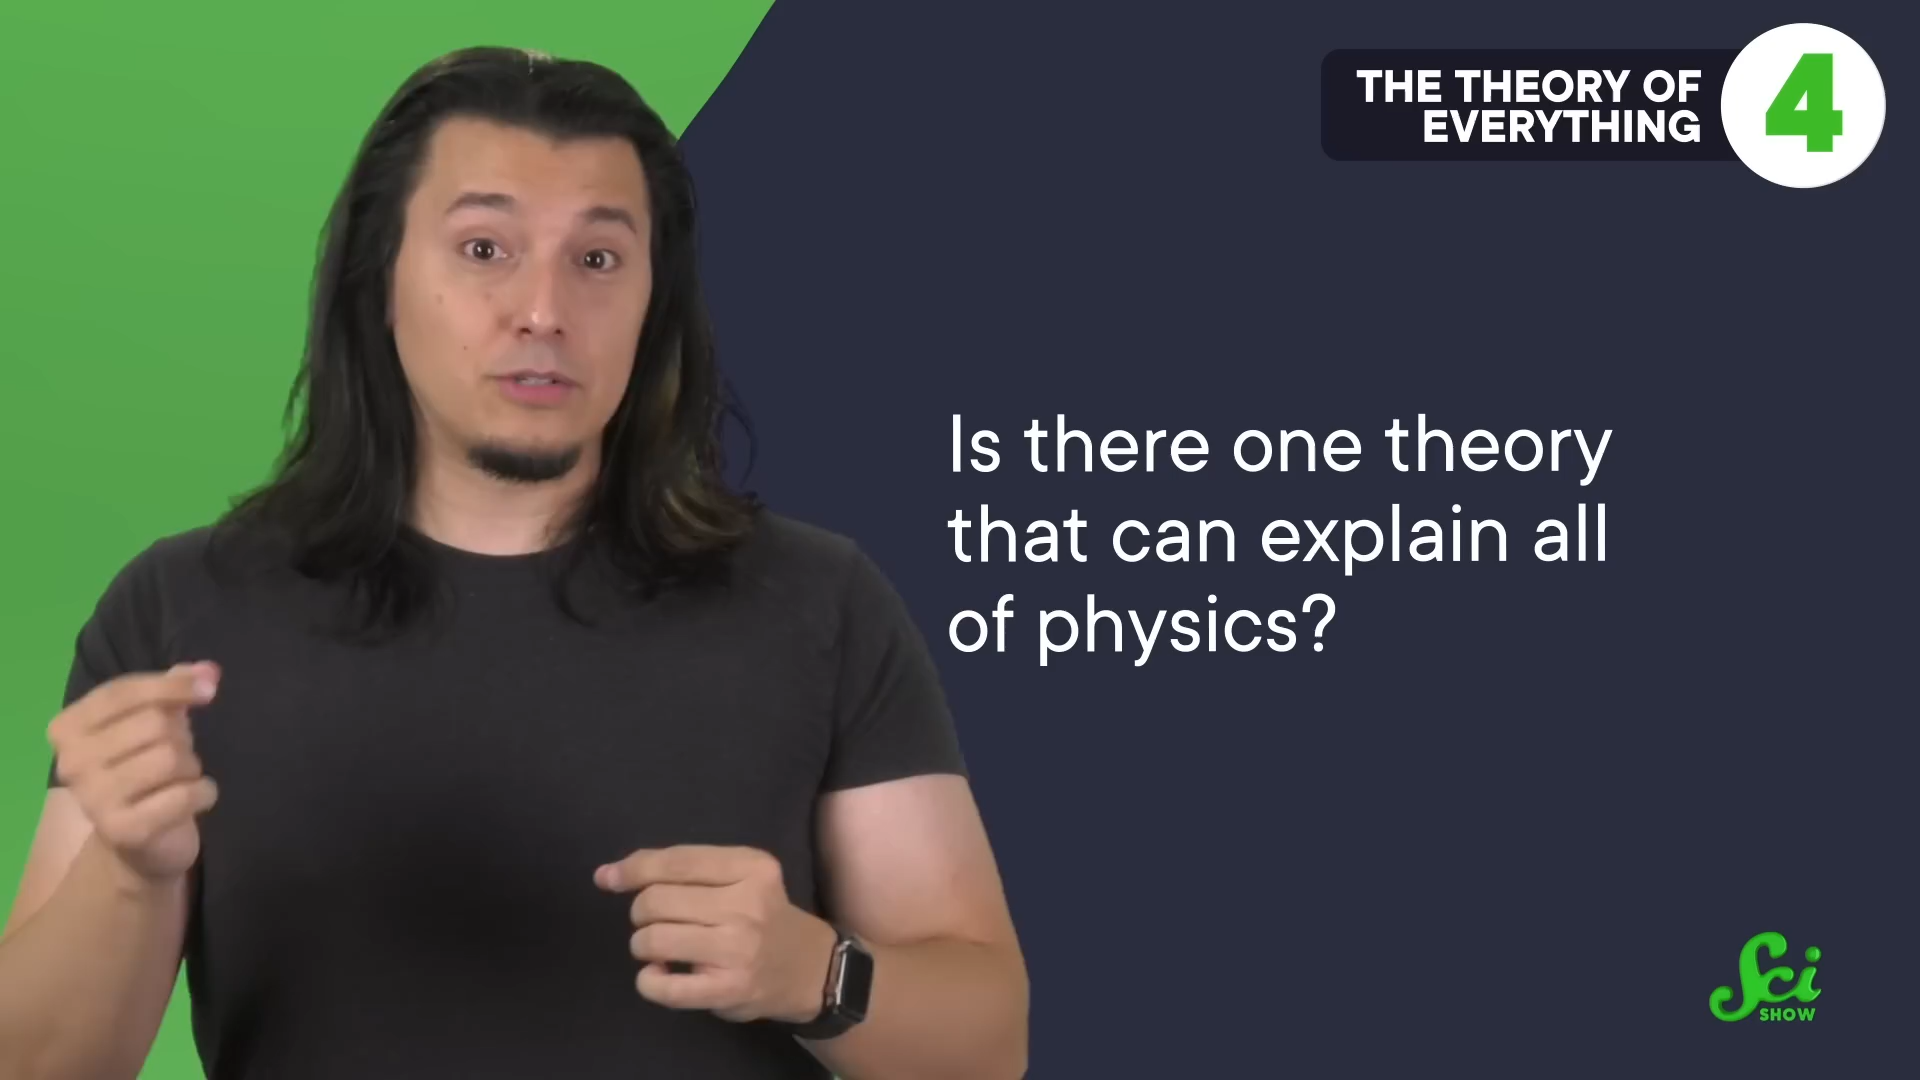 THE THEORY OF
EVERYTHING
4
Is there one theory
that can explain all
of physics?
Sci
SHOW